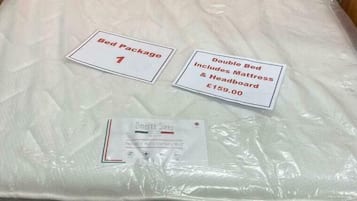 Bed Package
1
Double Bed
Includes Mattress
& Headboard
£159.00